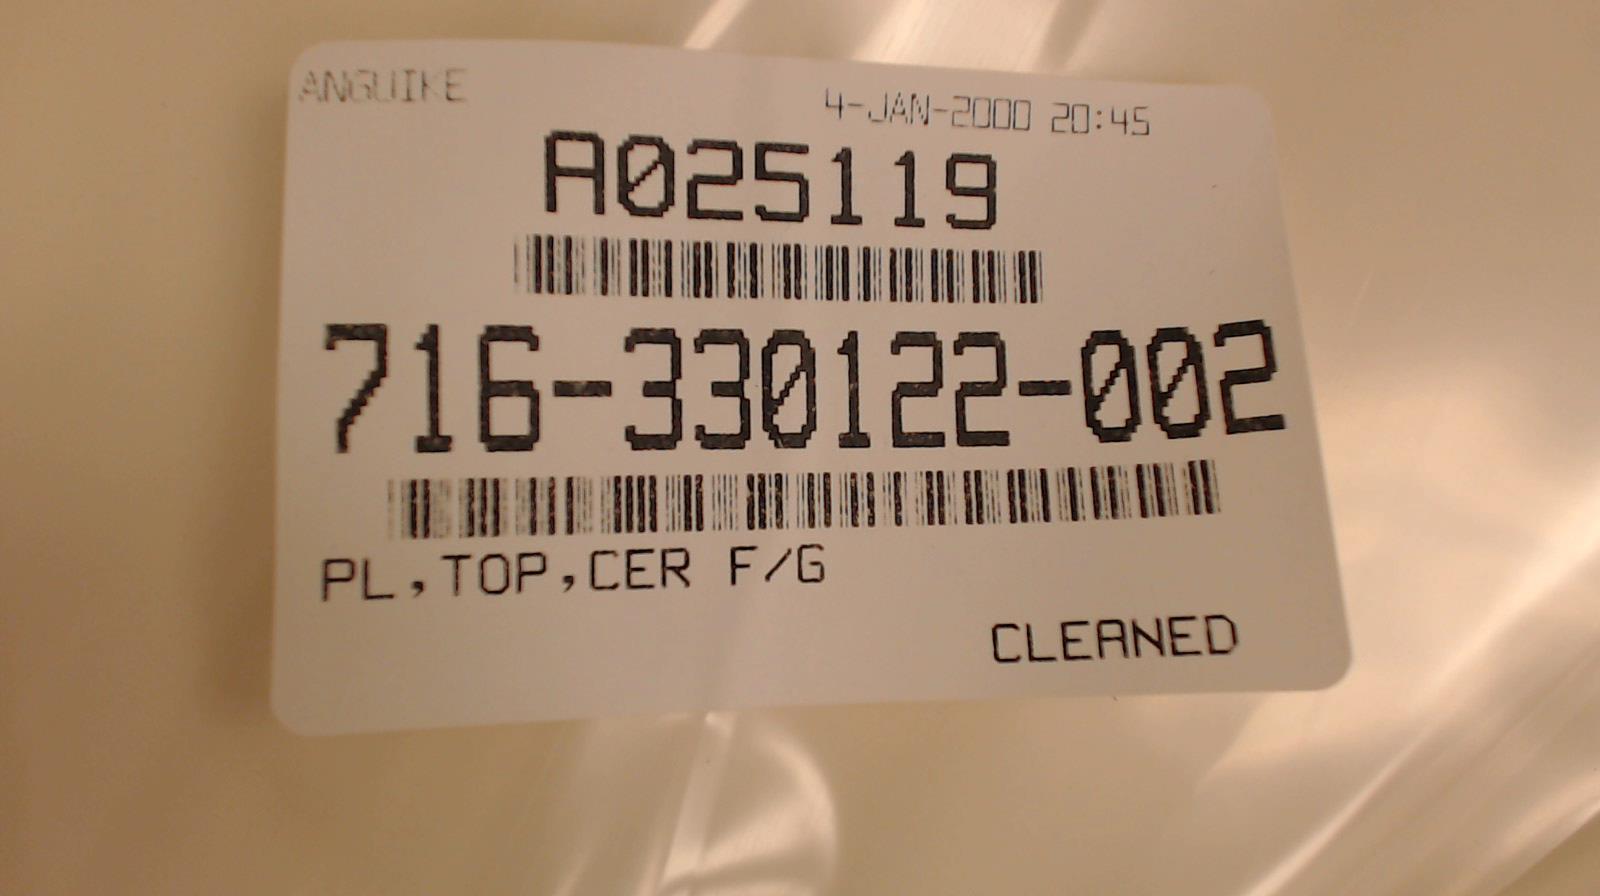 ANGUIKE
4-JAN-2000 20:45
A025119
716-330122-002
PL,TOP,CER F/G
CLEANED